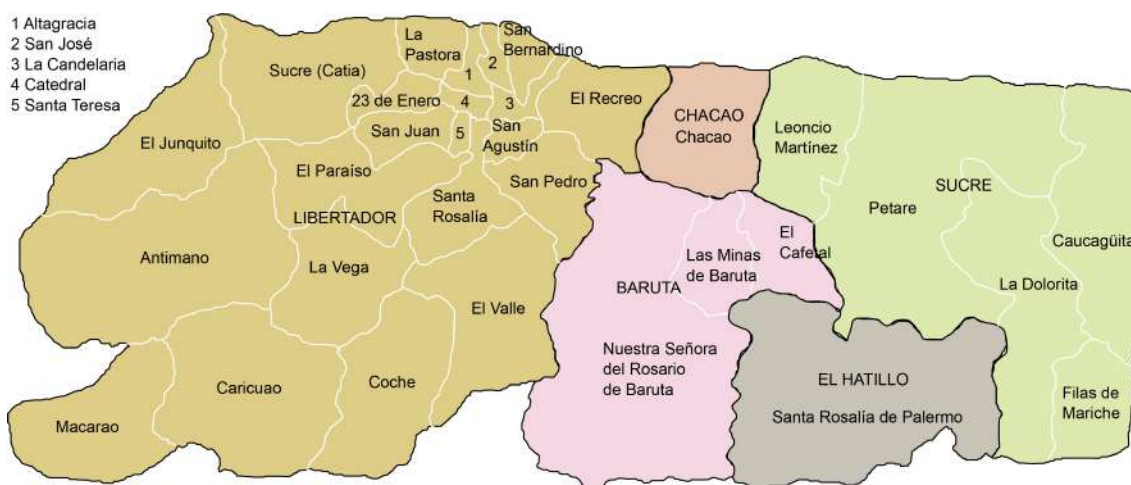 1 Altagracia
2 San José
3 La Candelaria
4 Catedral
5 Santa Teresa
La
Pastora
San
Bernardino
Sucre (Catia)
1
2
23 de Enero
4
3
El Recreo
CHACAO
Chacao
Leoncio
Martínez
San Juan
5
San
Agustín
El Junquito
El Paraíso
San Pedro
SUCRE
Santa
Rosalía
LIBERTADOR
Petare
El
Cafetal
Caucagüita
Antimano
La Vega
Las Minas
de Baruta
BARUTA
La Dolorita
El Valle
Nuestra Señora
del Rosario
de Baruta
Caricuao
Coche
EL HATILLO
Santa Rosalía de Palermo
Filas de
Mariche
Macarao